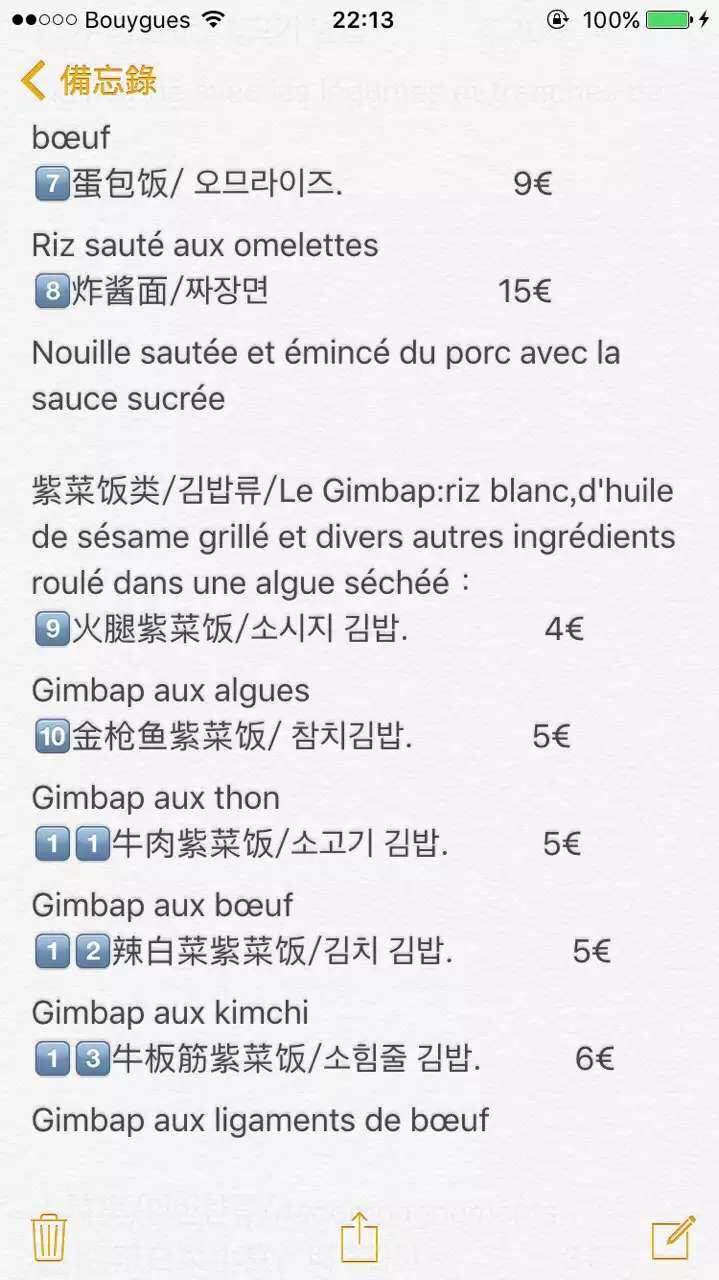 Bouygues 22:13 100%
備忘錄
bœuf
7蛋包饭/ 오므라이즈. 9€
Riz sauté aux omelettes
8炸酱面/짜장면 15€
Nouille sautée et émincé du porc avec la
sauce sucrée
紫菜饭类/김밥류/Le Gimbap:riz blanc,d'huile
de sésame grillé et divers autres ingrédients
roulé dans une algue séchéé：
9火腿紫菜饭/소시지 김밥. 4€
Gimbap aux algues
10金枪鱼紫菜饭/ 참치김밥. 5€
Gimbap aux thon
11牛肉紫菜饭/소고기 김밥. 5€
Gimbap aux bœuf
12辣白菜紫菜饭/김치 김밥. 5€
Gimbap aux kimchi
13牛板筋紫菜饭/소힘줄 김밥. 6€
Gimbap aux ligaments de bœuf